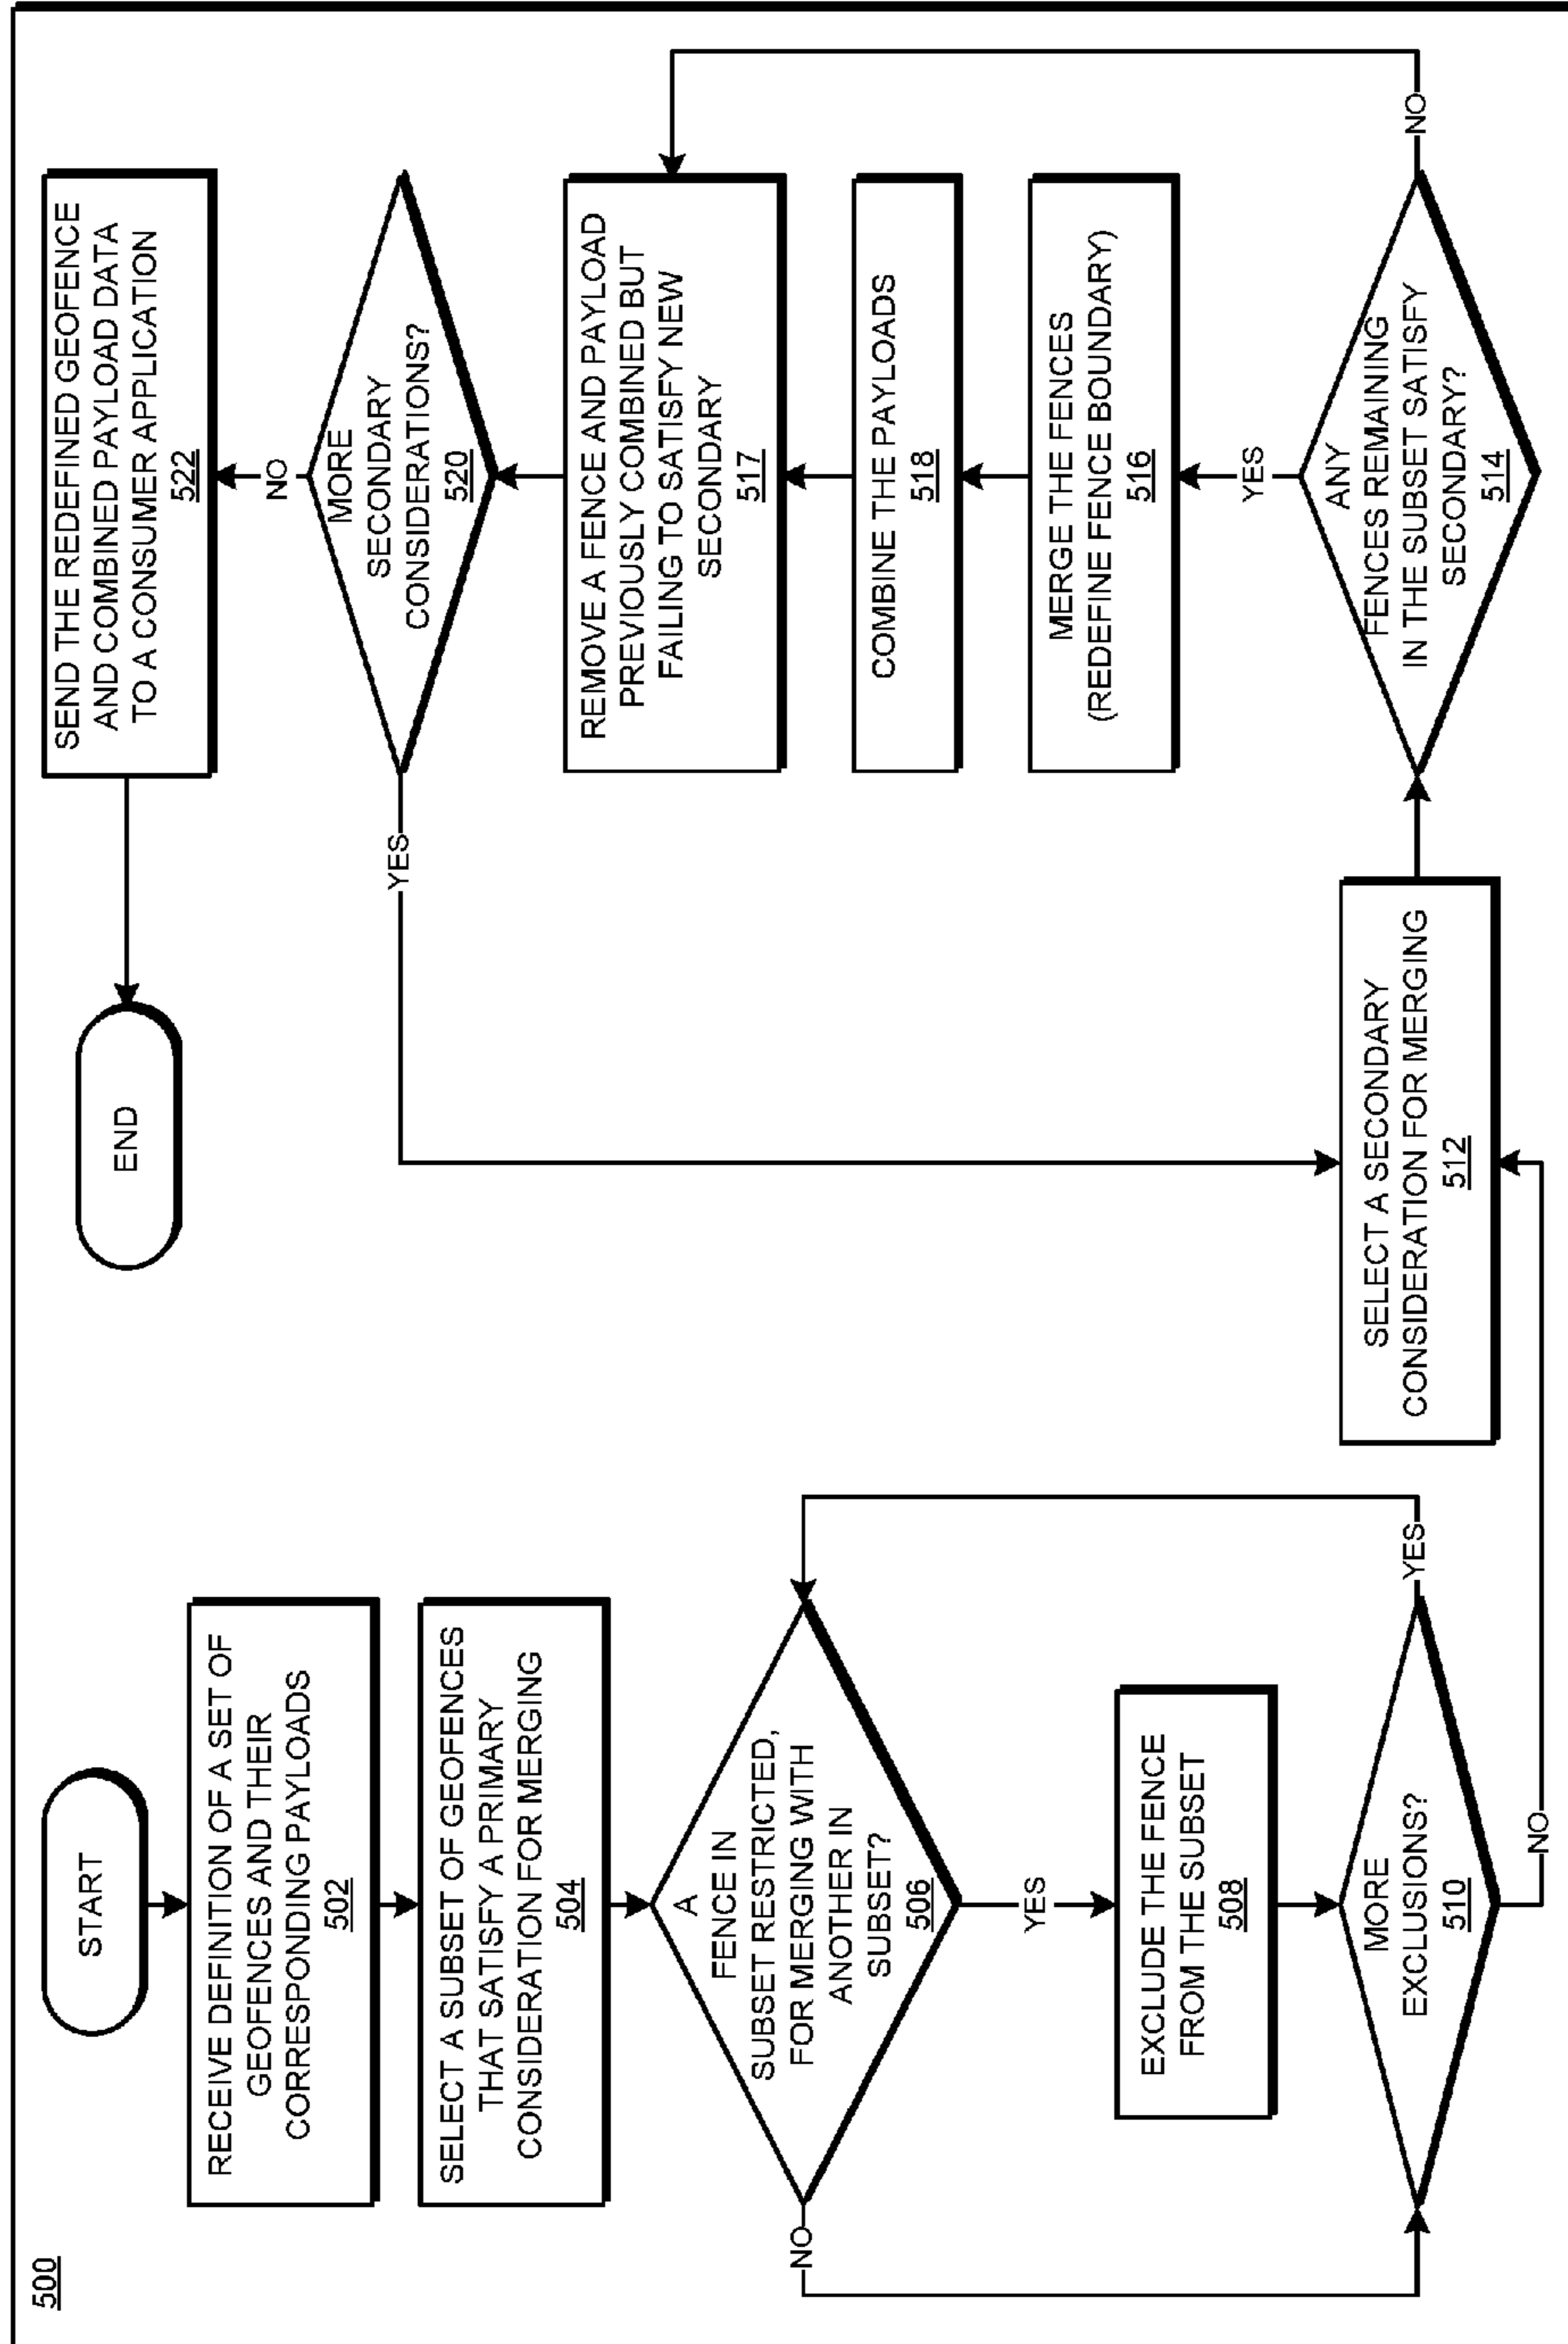 500
START
RECEIVE DEFINITION OF A SET OF
GEOFENCES AND THEIR
CORRESPONDING PAYLOADS
502
SELECT A SUBSET OF GEOFENCES
THAT SATISFY A PRIMARY
CONSIDERATION FOR MERGING
504
A
FENCE IN
SUBSET RESTRICTED,
FOR MERGING WITH
ANOTHER IN
SUBSET?
506
NO
YES
EXCLUDE THE FENCE
FROM THE SUBSET
508
MORE
EXCLUSIONS?
510
YES
NO
SELECT A SECONDARY
CONSIDERATION FOR MERGING
512
ANY
FENCES REMAINING
IN THE SUBSET SATISFY
SECONDARY?
514
NO
YES
MERGE THE FENCES
(REDEFINE FENCE BOUNDARY)
516
COMBINE THE PAYLOADS
518
REMOVE A FENCE AND PAYLOAD
PREVIOUSLY COMBINED BUT
FAILING TO SATISFY NEW
SECONDARY
517
MORE
SECONDARY
CONSIDERATIONS?
520
YES
NO
SEND THE REDEFINED GEOFENCE
AND COMBINED PAYLOAD DATA
TO A CONSUMER APPLICATION
522
END